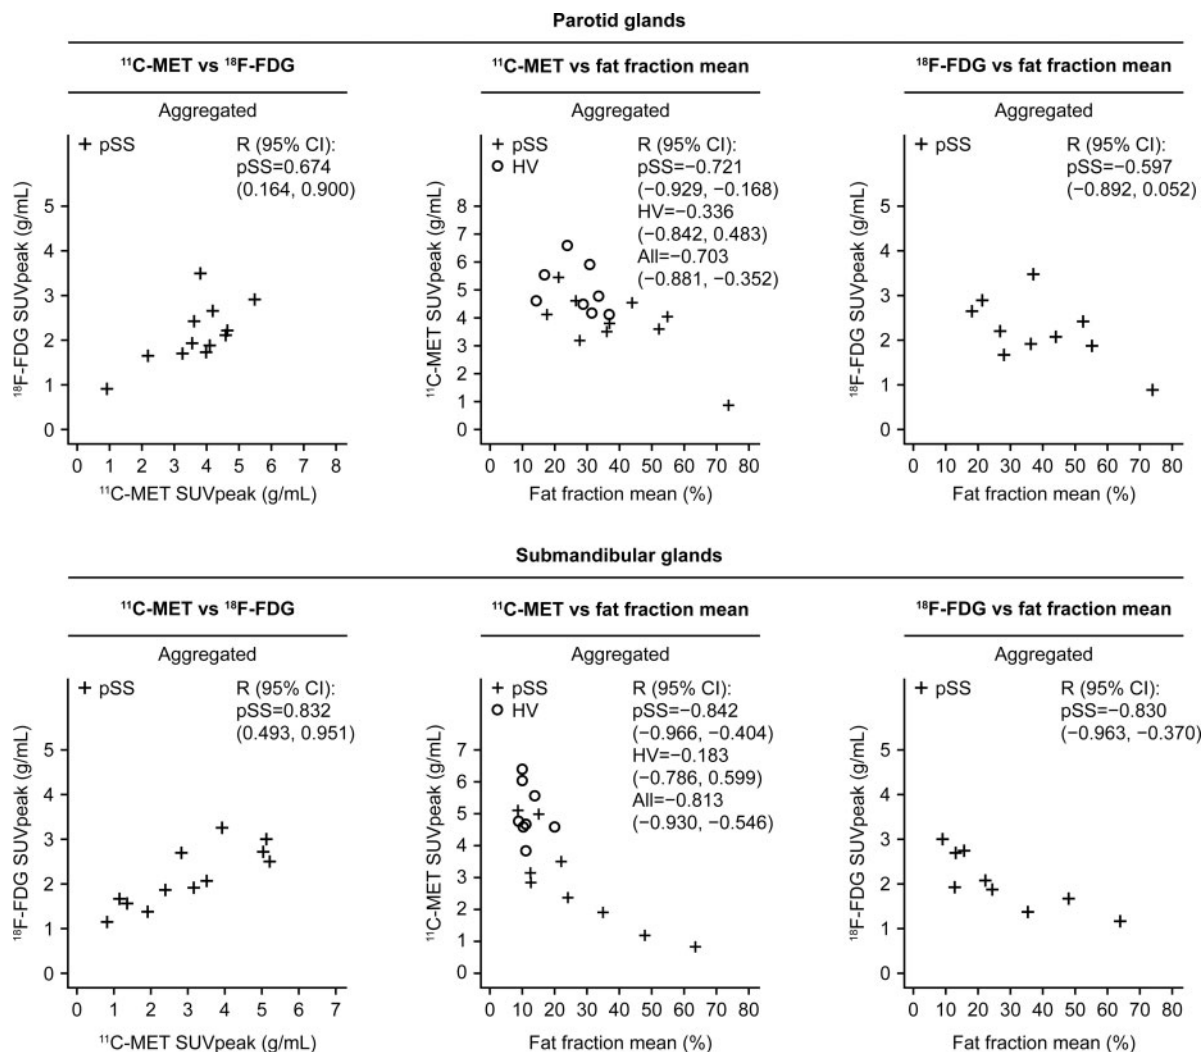 Parotid glands
¹¹C-MET vs ¹⁸F-FDG
Aggregated
+ pSS
R (95% CI):
pSS=0.674
(0.164, 0.900)
¹⁸F-FDG SUVpeak (g/mL)
5
4
3
2
1
0
0 1 2 3 4 5 6 7 8
¹¹C-MET SUVpeak (g/mL)
¹¹C-MET vs fat fraction mean
Aggregated
+ pSS
HV
R (95% CI):
pSS=−0.721
(−0.929, −0.168)
HV=−0.336
(−0.842, 0.483)
All=−0.703
(−0.881, −0.352)
¹¹C-MET SUVpeak (g/mL)
8
7
6
5
4
3
2
1
0
0 10 20 30 40 50 60 70 80
Fat fraction mean (%)
¹⁸F-FDG vs fat fraction mean
Aggregated
+ pSS
R (95% CI):
pSS=−0.597
(−0.892, 0.052)
¹⁸F-FDG SUVpeak (g/mL)
5
4
3
2
1
0
0 10 20 30 40 50 60 70 80
Fat fraction mean (%)
Submandibular glands
¹¹C-MET vs ¹⁸F-FDG
Aggregated
+ pSS
R (95% CI):
pSS=0.832
(0.493, 0.951)
¹⁸F-FDG SUVpeak (g/mL)
5
4
3
2
1
0
0 1 2 3 4 5 6 7
¹¹C-MET SUVpeak (g/mL)
¹¹C-MET vs fat fraction mean
Aggregated
+ pSS
HV
R (95% CI):
pSS=−0.842
(−0.966, −0.404)
HV=−0.183
(−0.786, 0.599)
All=−0.813
(−0.930, −0.546)
¹¹C-MET SUVpeak (g/mL)
7
6
5
4
3
2
1
0
0 10 20 30 40 50 60 70 80
Fat fraction mean (%)
¹⁸F-FDG vs fat fraction mean
Aggregated
+ pSS
R (95% CI):
pSS=−0.830
(−0.963, −0.370)
¹⁸F-FDG SUVpeak (g/mL)
5
4
3
2
1
0
0 10 20 30 40 50 60 70 80
Fat fraction mean (%)